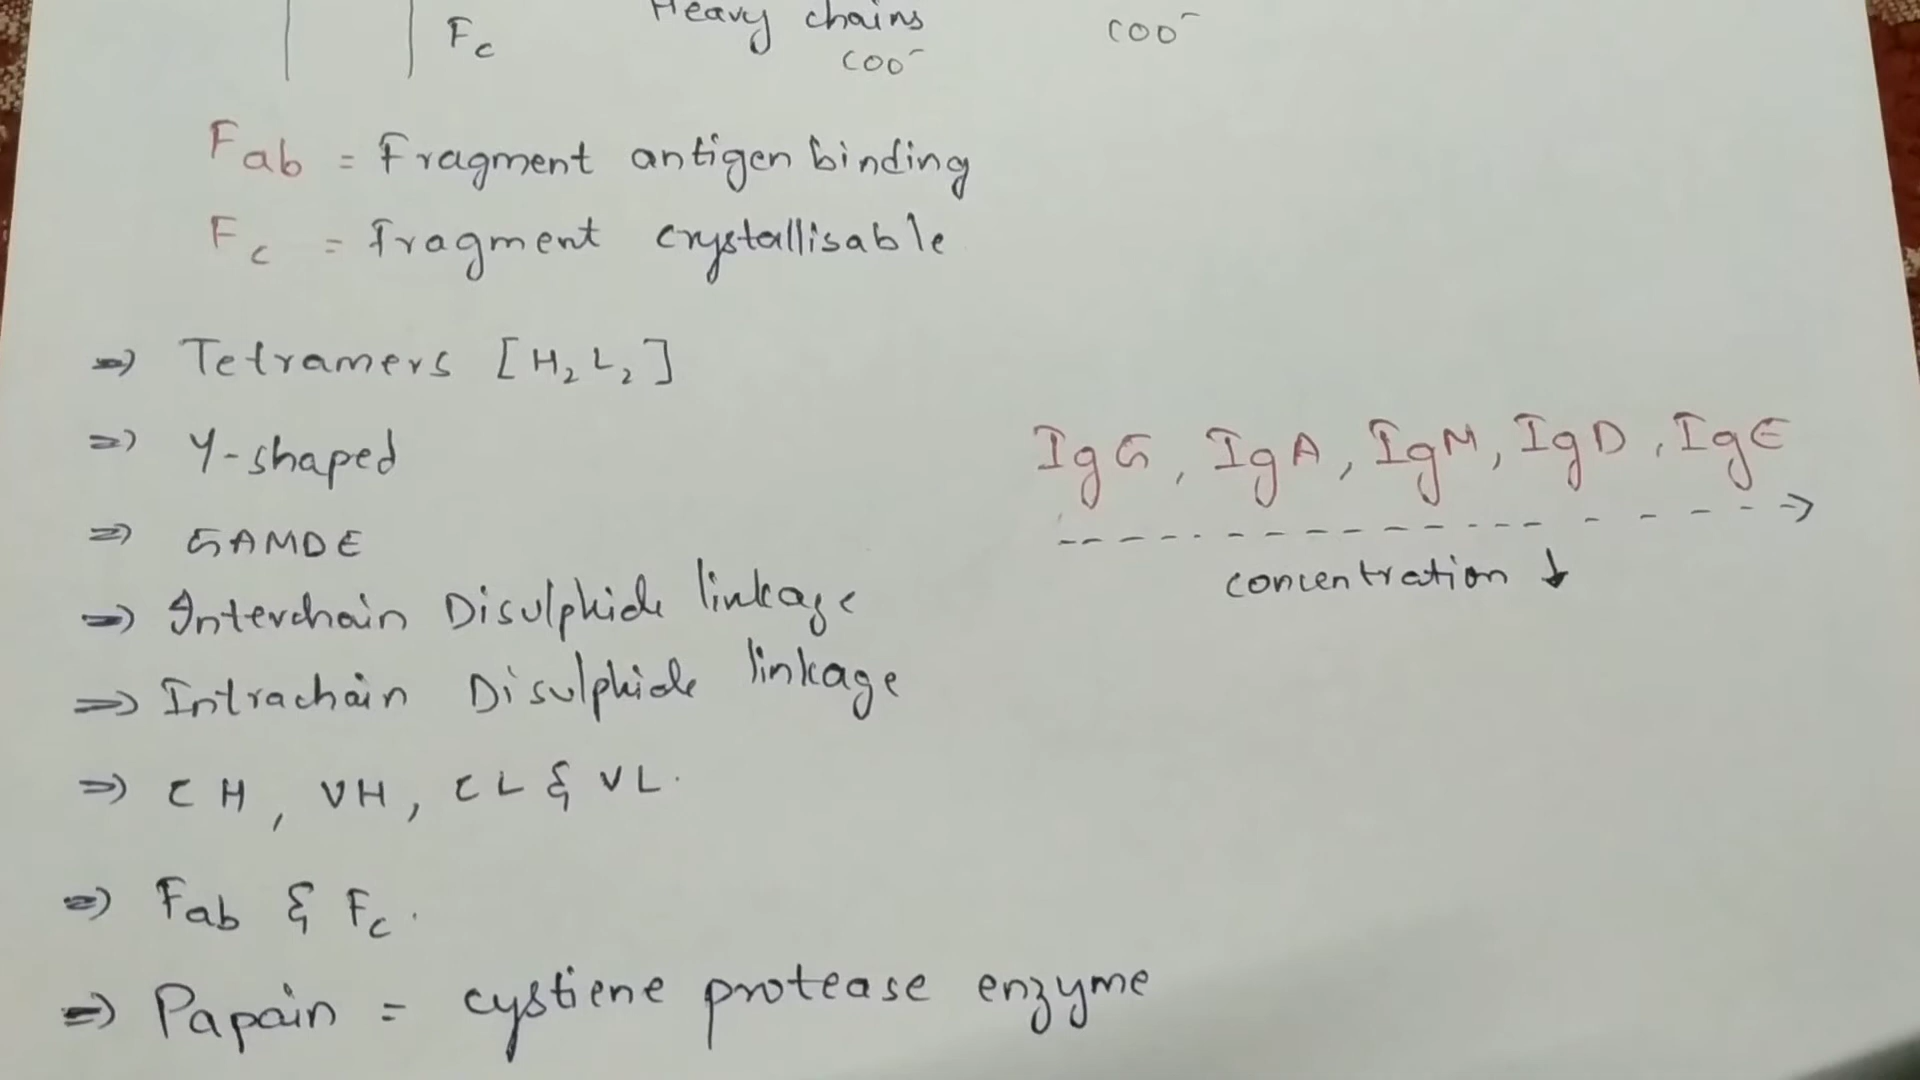 Fc Heavy chains COO⁻
COO⁻
Fab = Fragment antigen binding
Fc = Fragment crystallisable
⇒ Tetramers [H₂L₂]
⇒ Y-shaped
IgG, IgA, IgM, IgD, IgE
⇒ GAMDE
concentration ↓
⇒ Interchain Disulphide linkage
⇒ Intrachain Disulphide linkage
⇒ CH, VH, CL & VL.
⇒ Fab & Fc.
⇒ Papain = cystiene protease enzyme